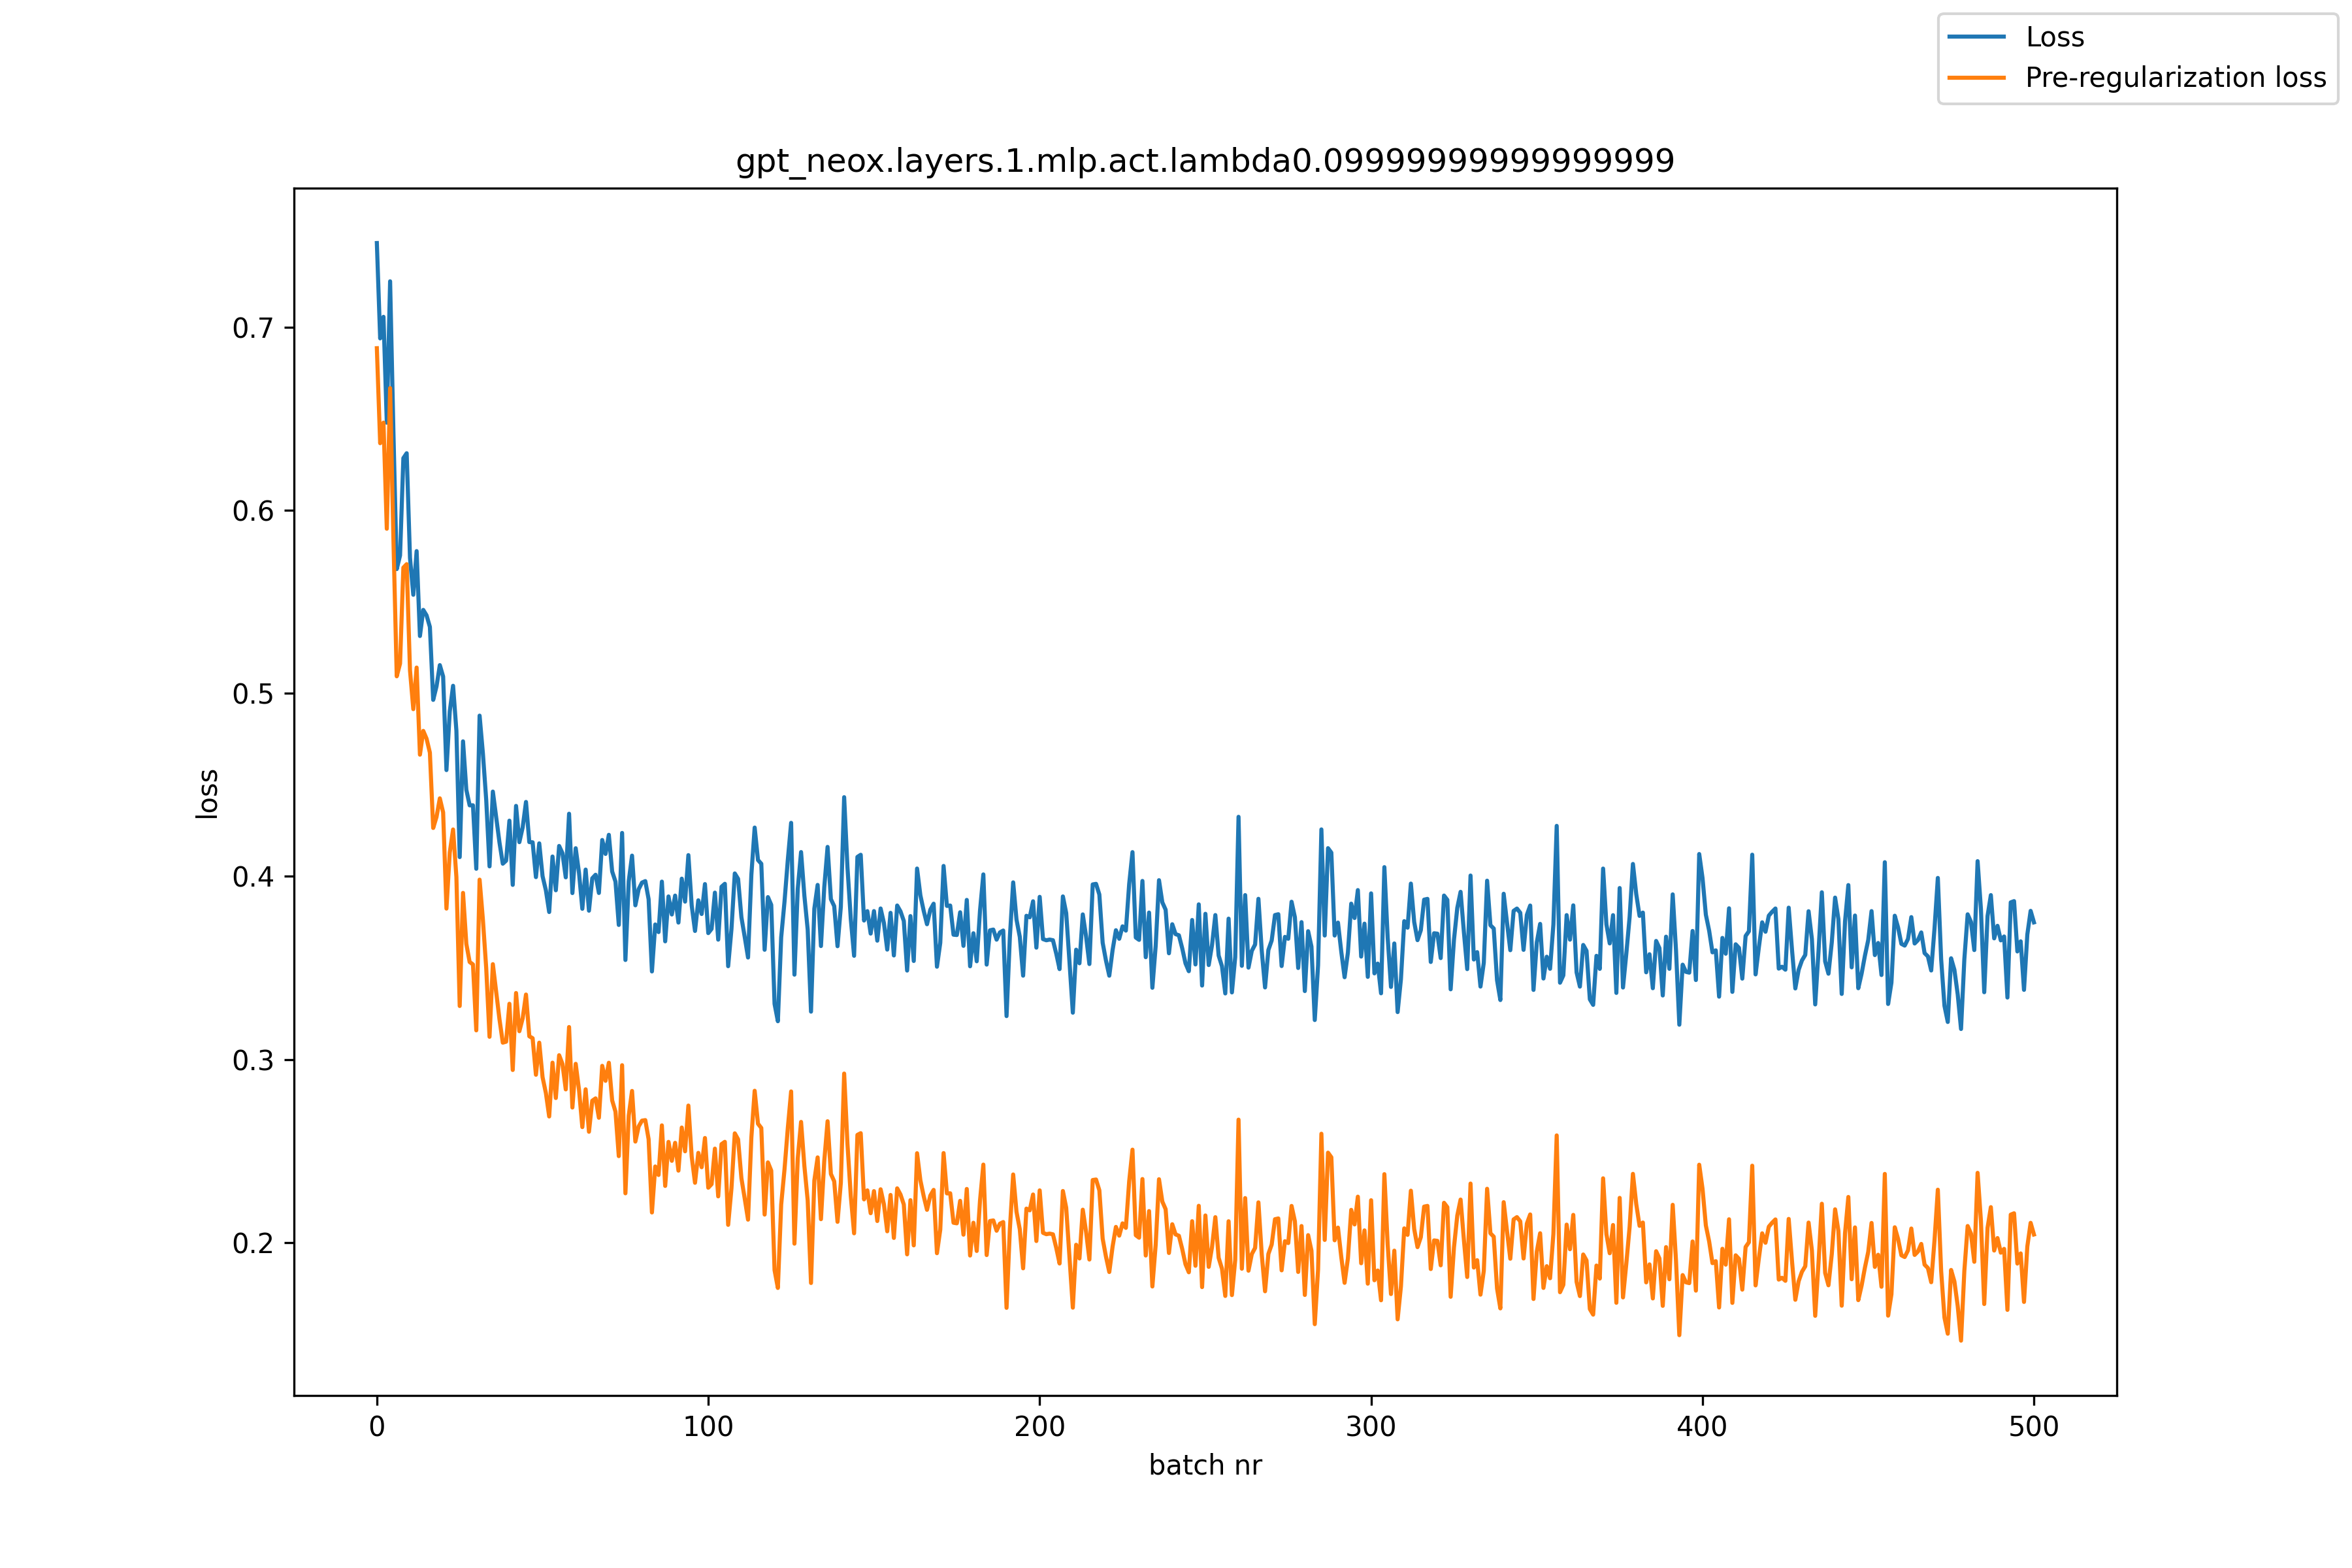 Loss
Pre-regularization loss
gpt_neox.layers.1.mlp.act.lambda0.09999999999999999
0.7
0.6
0.5
0.4
0.3
0.2
loss
0 100 200 300 400 500
batch nr